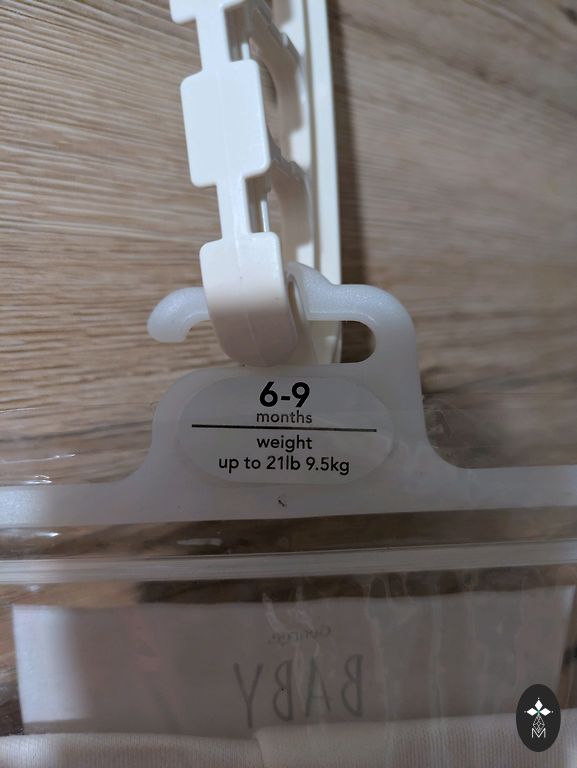 6-9
months
weight
up to 21lb 9.5kg
BABY